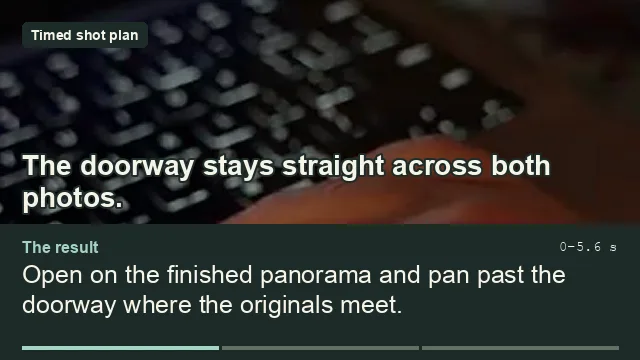 Timed shot plan
The doorway stays straight across both
photos.
The result
0–5.6 s
Open on the finished panorama and pan past the
doorway where the originals meet.